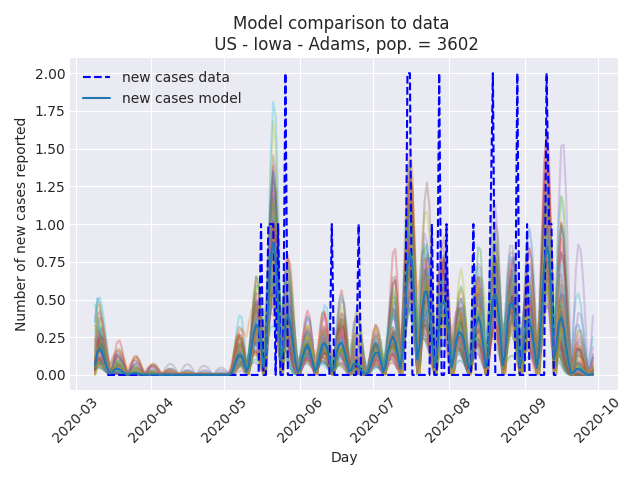 Model comparison to data
US - Iowa - Adams, pop. = 3602
new cases data
new cases model
Number of new cases reported
2.00
1.75
1.50
1.25
1.00
0.75
0.50
0.25
0.00
2020-03
2020-04
2020-05
2020-06
2020-07
2020-08
2020-09
2020-10
Day